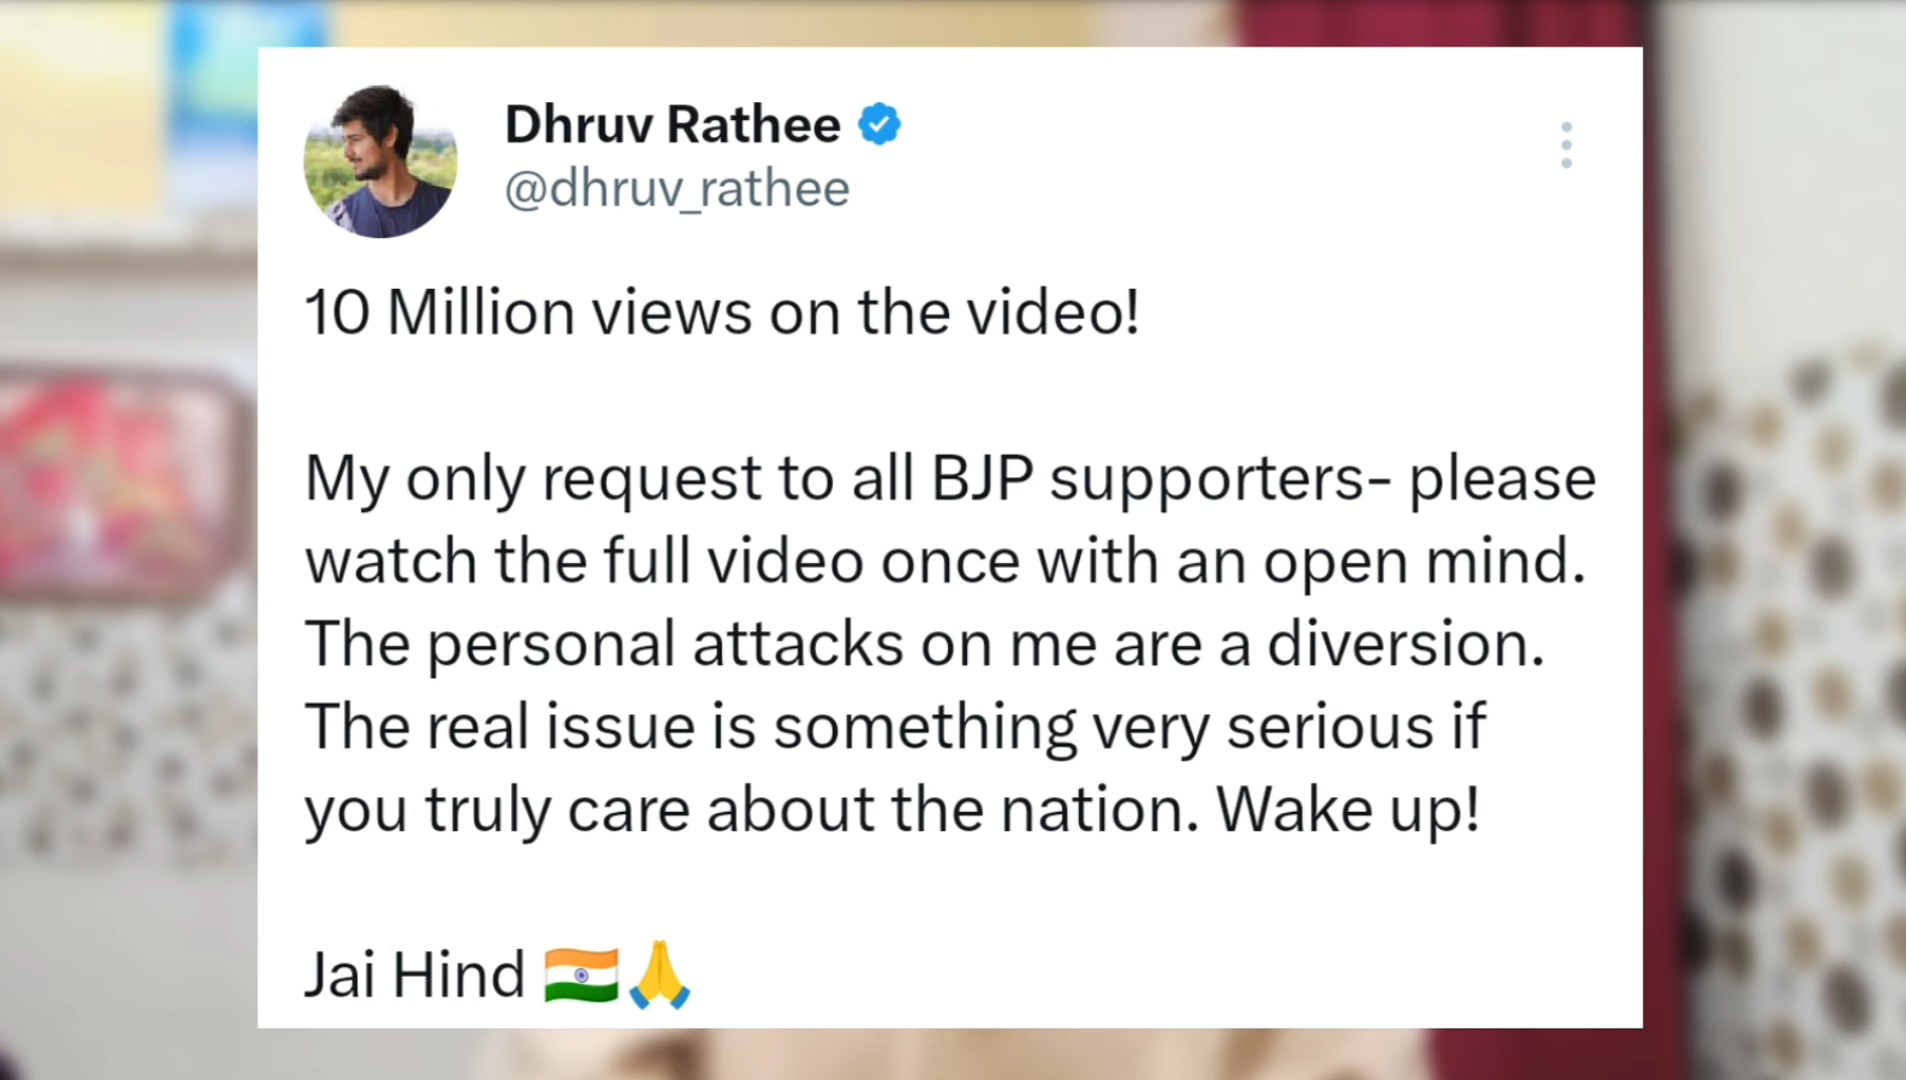 Dhruv Rathee
@dhruv_rathee
10 Million views on the video!
My only request to all BJP supporters- please
watch the full video once with an open mind.
The personal attacks on me are a diversion.
The real issue is something very serious if
you truly care about the nation. Wake up!
Jai Hind 🇮🇳🙏